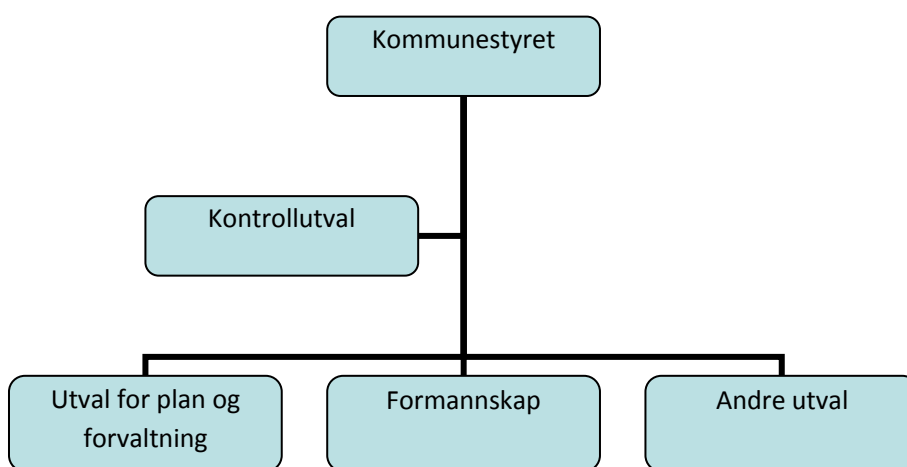 Kommunestyret
Kontrollutval
Utval for plan og
forvaltning
Formannskap
Andre utval